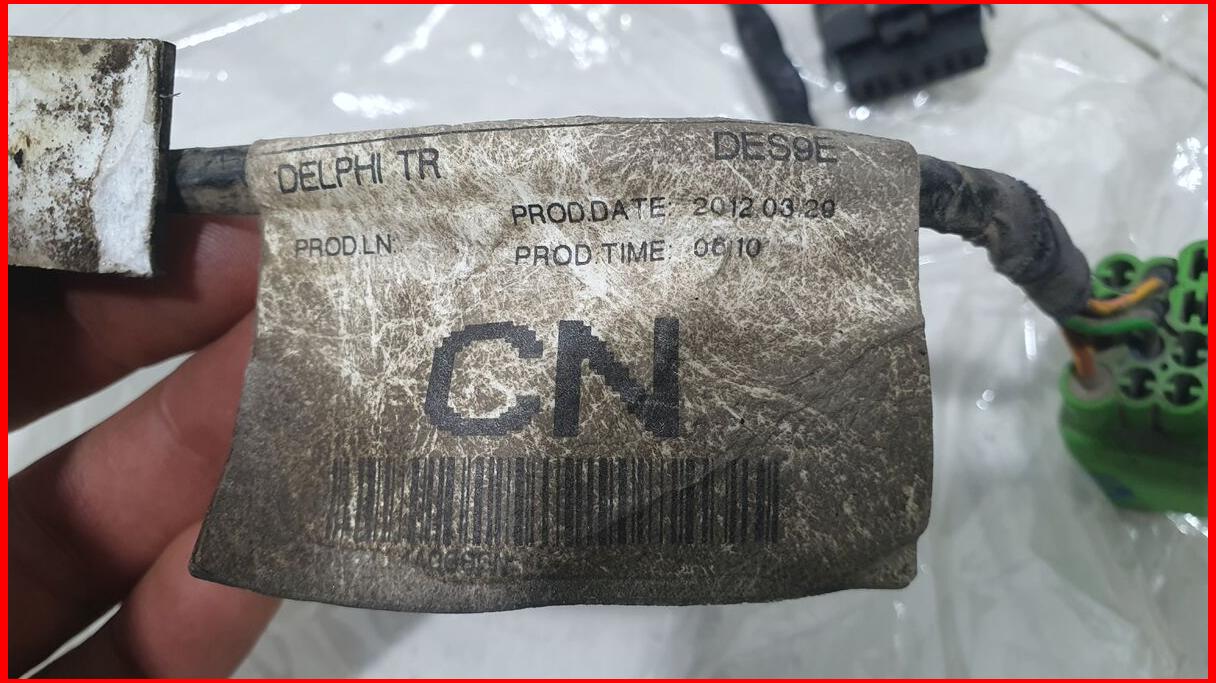 DELPHI TR DES9E
PROD.DATE: 2012.03.29
PROD.LN: PROD TIME: 06:10
CN